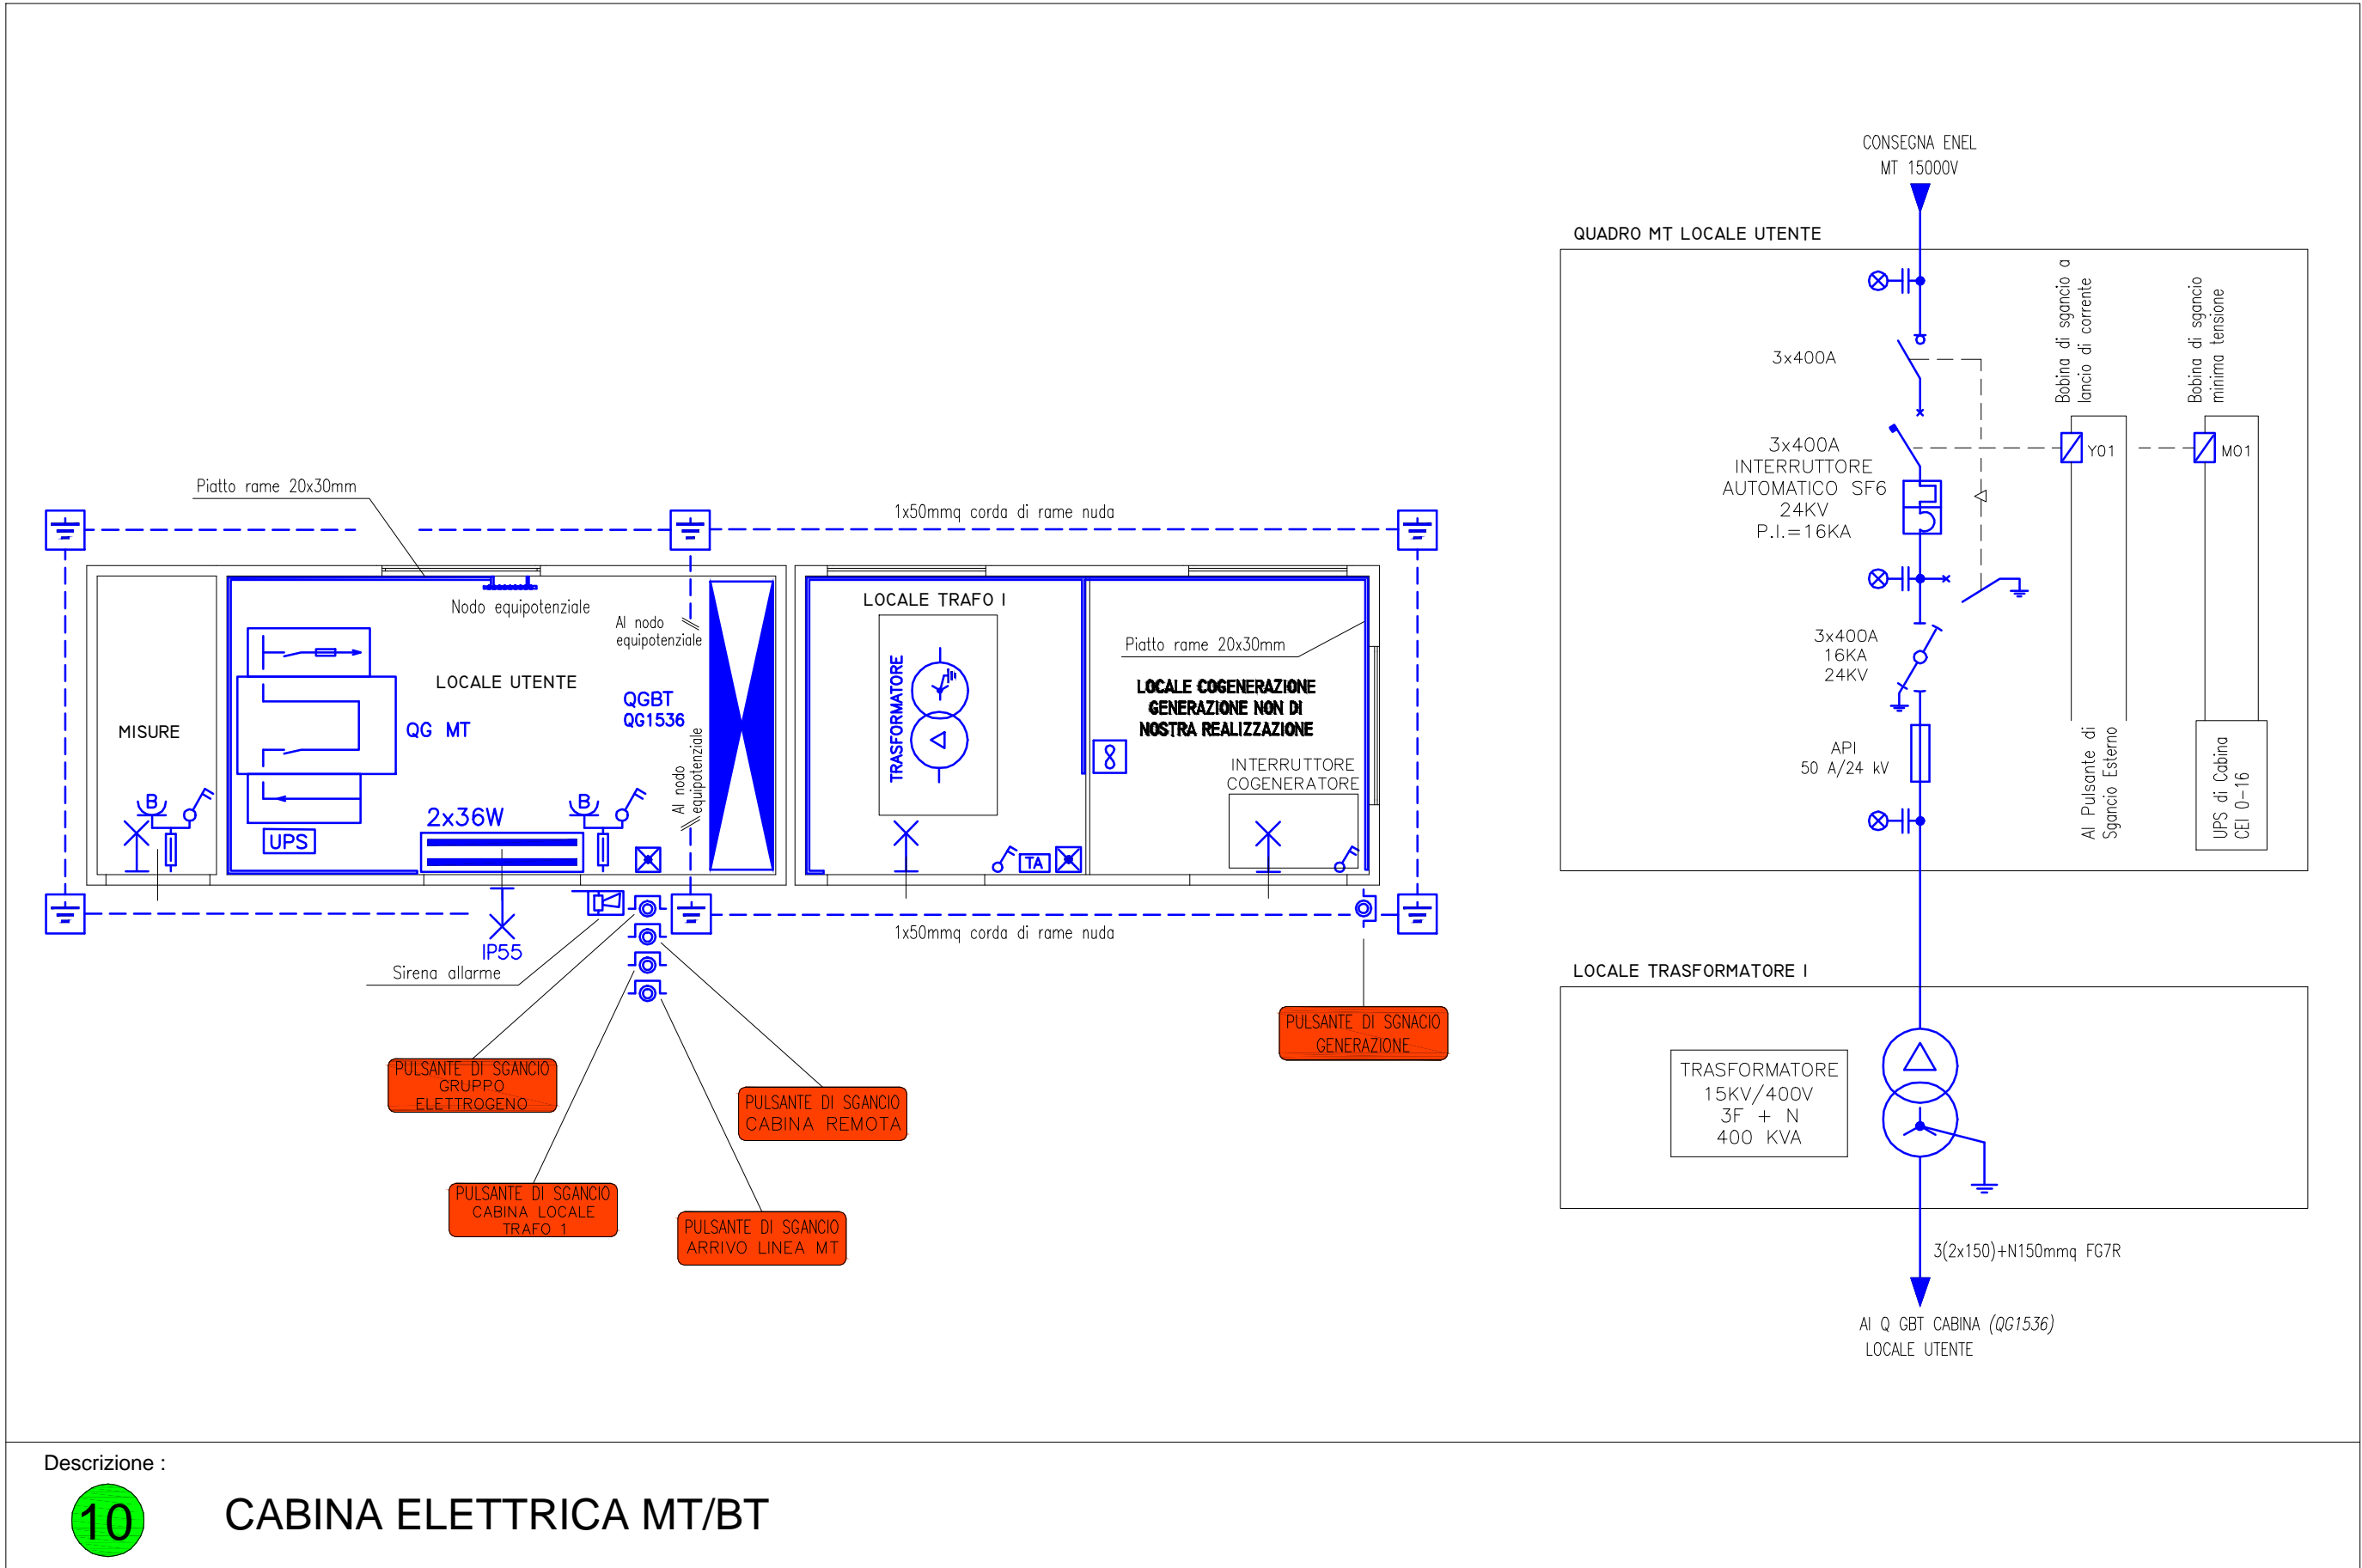 CONSEGNA ENEL
MT 15000V
QUADRO MT LOCALE UTENTE
Bobina di sgancio a
lancio di corrente
Bobina di sgancio
minima tensione
3x400A
3x400A
INTERRUTTORE
AUTOMATICO SF6
24KV
P.I.=16KA
Y01
M01
3x400A
16KA
24KV
API
50 A/24 kV
Al Pulsante di
Sgancio Esterno
UPS di Cabina
CEI 0-16
LOCALE TRASFORMATORE I
TRASFORMATORE
15KV/400V
3F + N
400 KVA
3(2x150)+N150mmq FG7R
Al Q GBT CABINA (QG1536)
LOCALE UTENTE
Piatto rame 20x30mm
1x50mmq corda di rame nuda
Nodo equipotenziale
Al nodo
equipotenziale
LOCALE TRAFO I
Piatto rame 20x30mm
LOCALE UTENTE
QGBT
QG1536
TRASFORMATORE
LOCALE COGENERAZIONE
GENERAZIONE NON DI
NOSTRA REALIZZAZIONE
MISURE
QG MT
Al nodo
equipotenziale
INTERRUTTORE
COGENERATORE
B
2x36W
B
UPS
TA
IP55
1x50mmq corda di rame nuda
Sirena allarme
PULSANTE DI SGNACIO
GENERAZIONE
PULSANTE DI SGANCIO
GRUPPO
ELETTROGENO
PULSANTE DI SGANCIO
CABINA REMOTA
PULSANTE DI SGANCIO
CABINA LOCALE
TRAFO 1
PULSANTE DI SGANCIO
ARRIVO LINEA MT
Descrizione :
10
CABINA ELETTRICA MT/BT